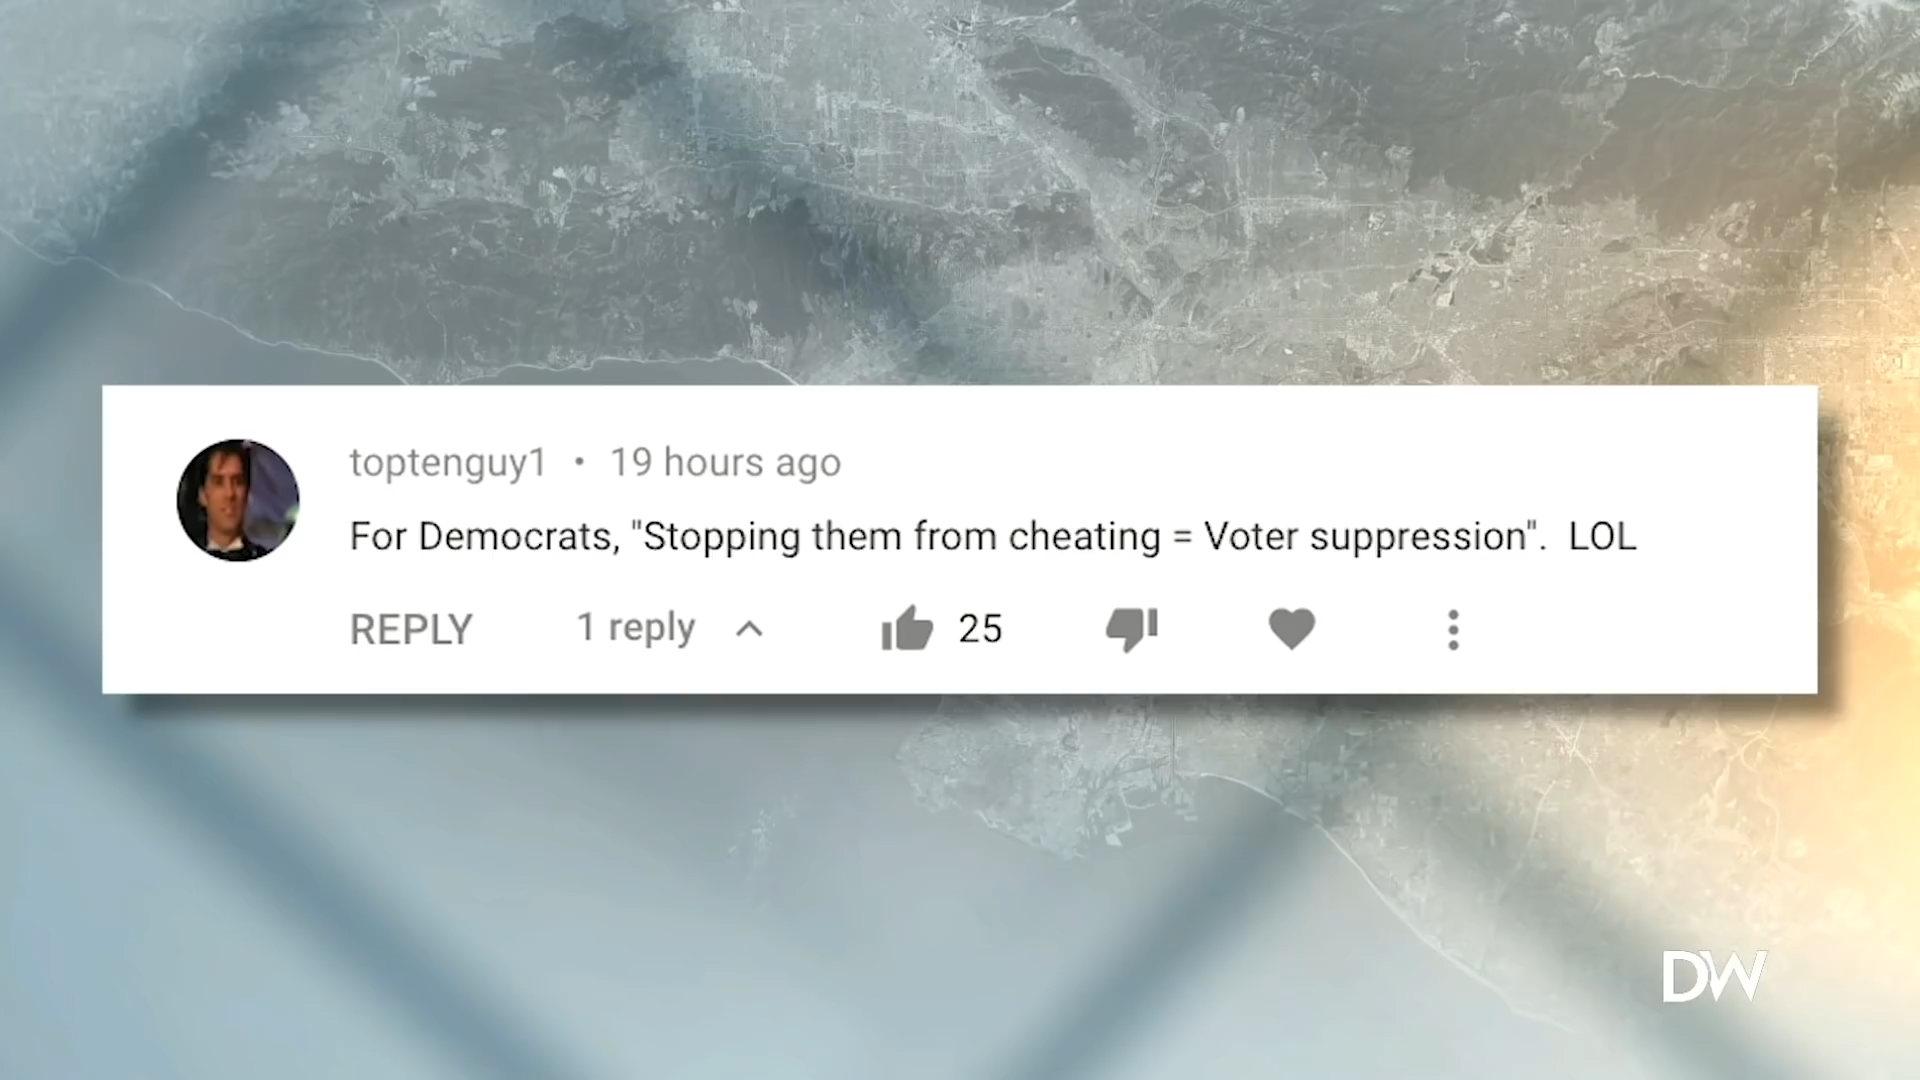 toptenguy1 • 19 hours ago
For Democrats, "Stopping them from cheating = Voter suppression".  LOL
REPLY 1 reply 25
DW